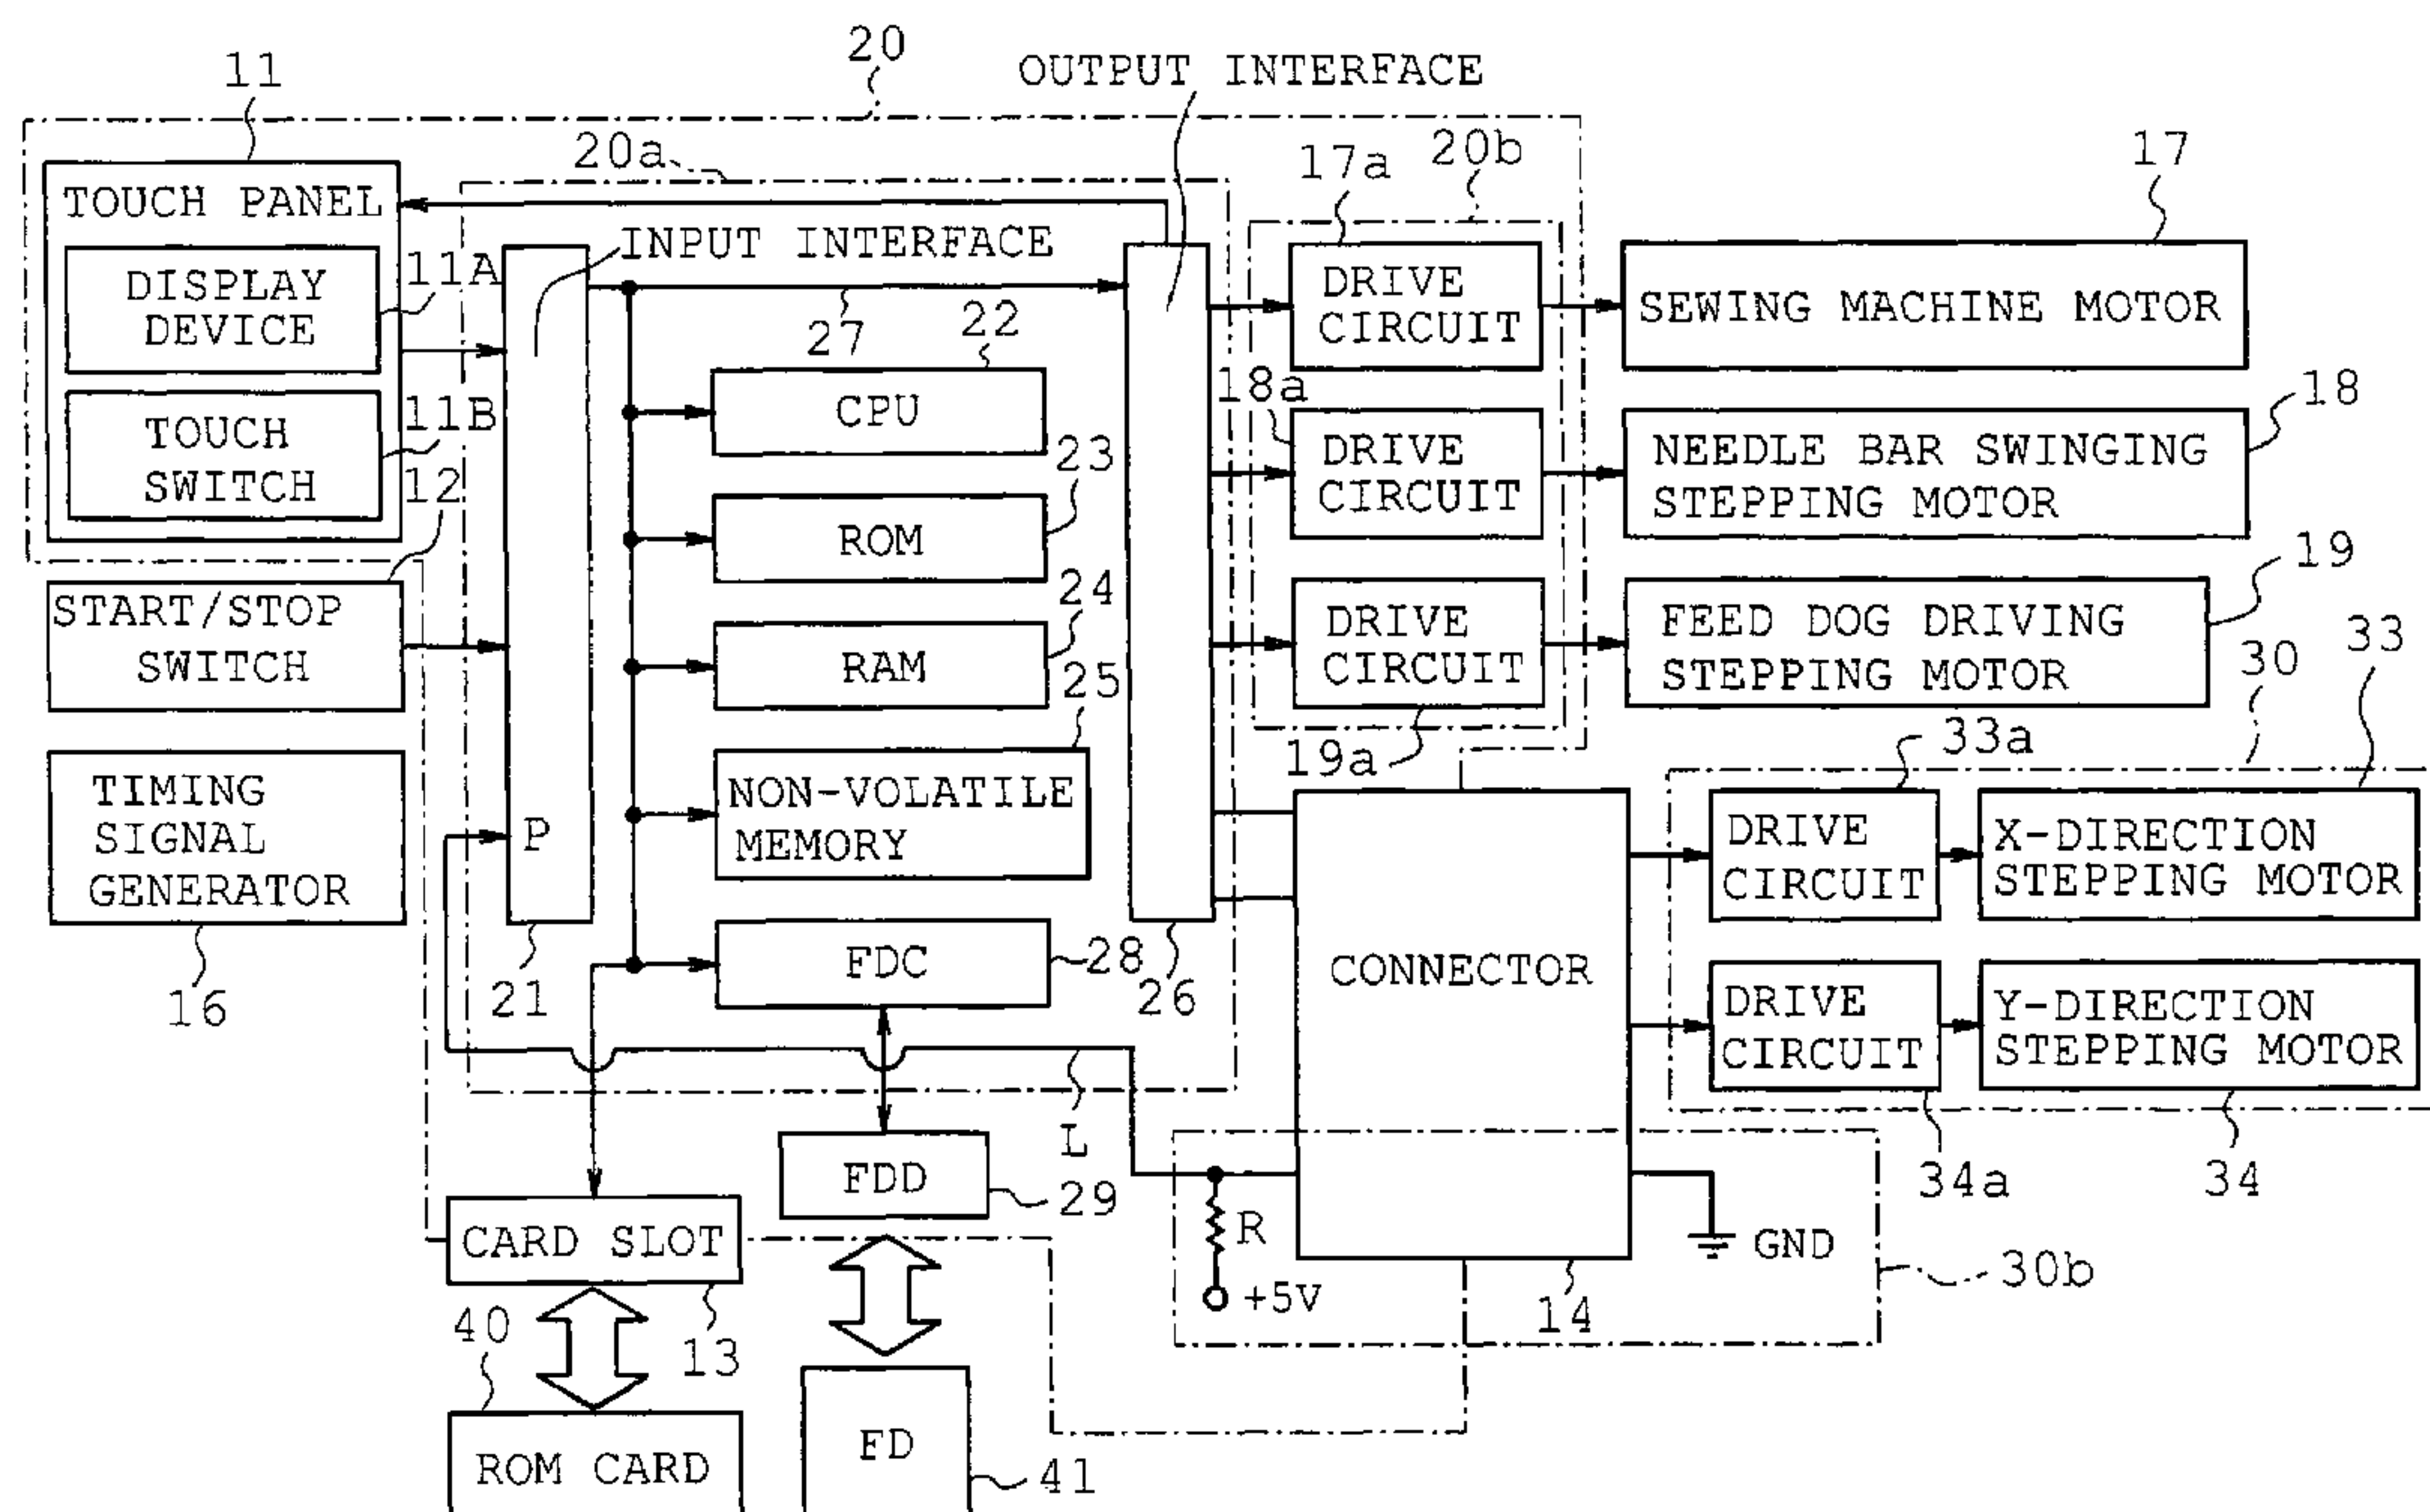 20
OUTPUT INTERFACE
11
20a
17a
20b
17
TOUCH PANEL
INPUT INTERFACE
DISPLAY
DEVICE
11A
27
22
DRIVE
CIRCUIT
SEWING MACHINE MOTOR
TOUCH
SWITCH
11B
CPU
18a
DRIVE
CIRCUIT
NEEDLE BAR SWINGING
STEPPING MOTOR
18
12
23
ROM
START/STOP
SWITCH
24
RAM
DRIVE
CIRCUIT
19a
FEED DOG DRIVING
STEPPING MOTOR
19
25
NON-VOLATILE
MEMORY
TIMING
SIGNAL
GENERATOR
16
P
21
FDC
28
26
CONNECTOR
33a
30
33
DRIVE
CIRCUIT
X-DIRECTION
STEPPING MOTOR
DRIVE
CIRCUIT
Y-DIRECTION
STEPPING MOTOR
34a
34
L
FDD
29
R
+5V
GND
30b
14
CARD SLOT
13
40
ROM CARD
FD
41